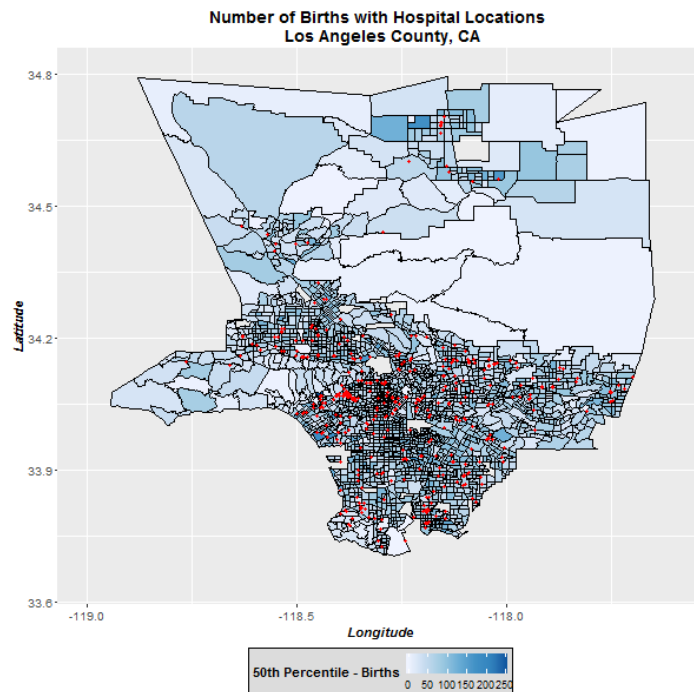 Number of Births with Hospital Locations
Los Angeles County, CA
34.8
34.5
34.2
33.9
33.6
Latitude
-119.0
-118.5
-118.0
Longitude
50th Percentile - Births
0 50 100 150 200 250